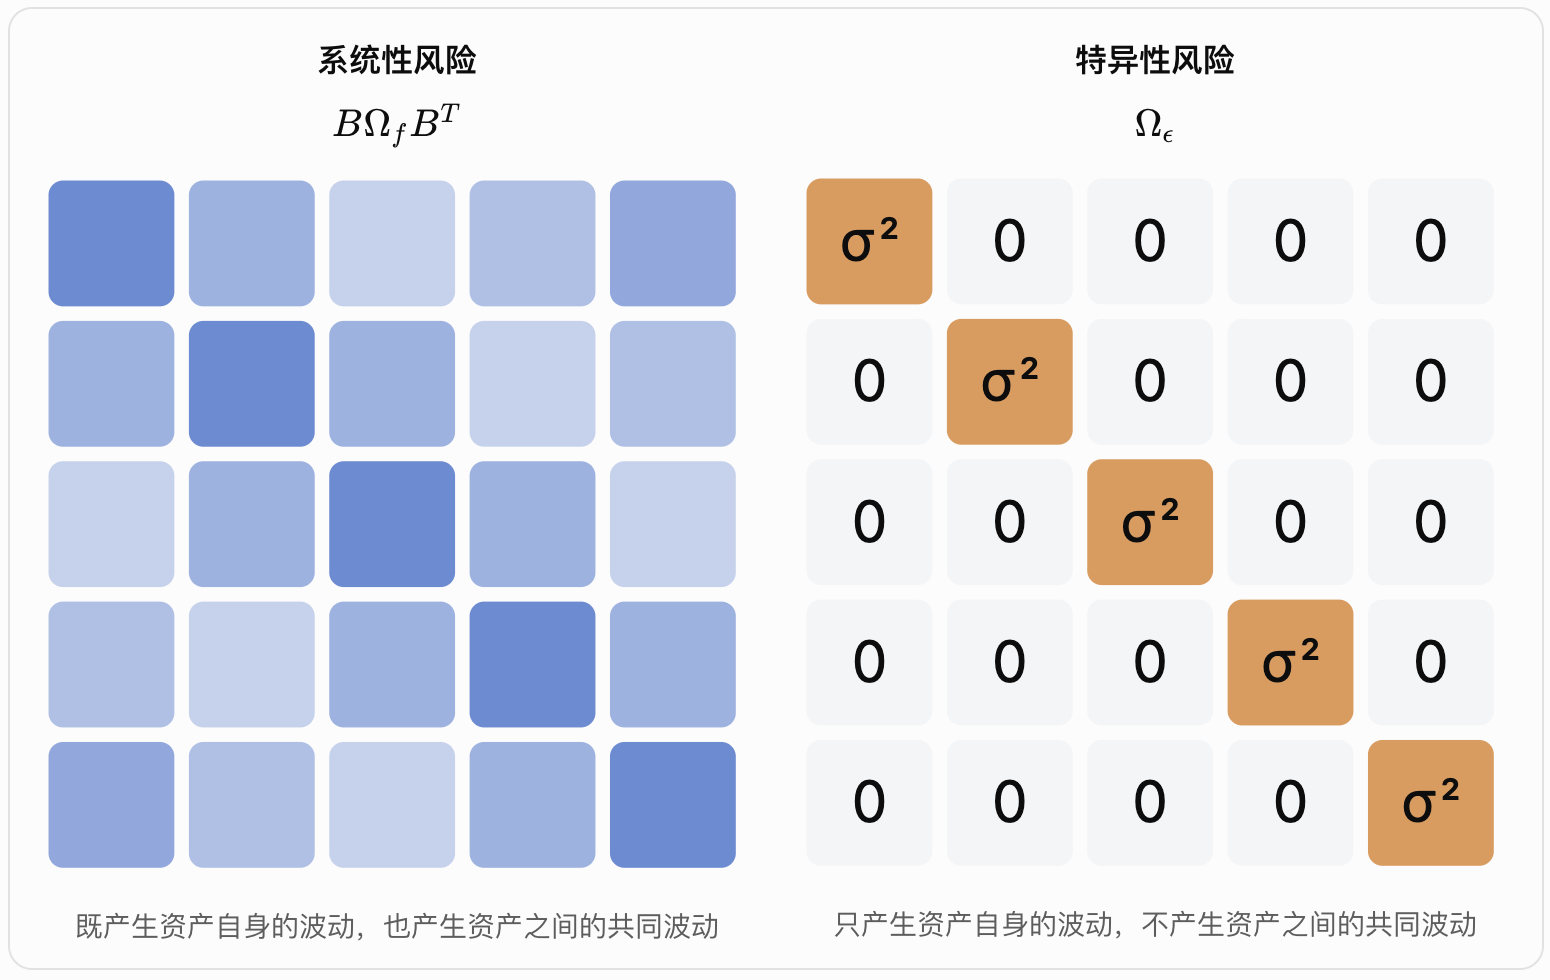 系统性风险
BΩ_f B^T
特异性风险
Ω_ϵ
σ² 0 0 0 0
0 σ² 0 0 0
0 0 σ² 0 0
0 0 0 σ² 0
0 0 0 0 σ²
既产生资产自身的波动，也产生资产之间的共同波动
只产生资产自身的波动，不产生资产之间的共同波动